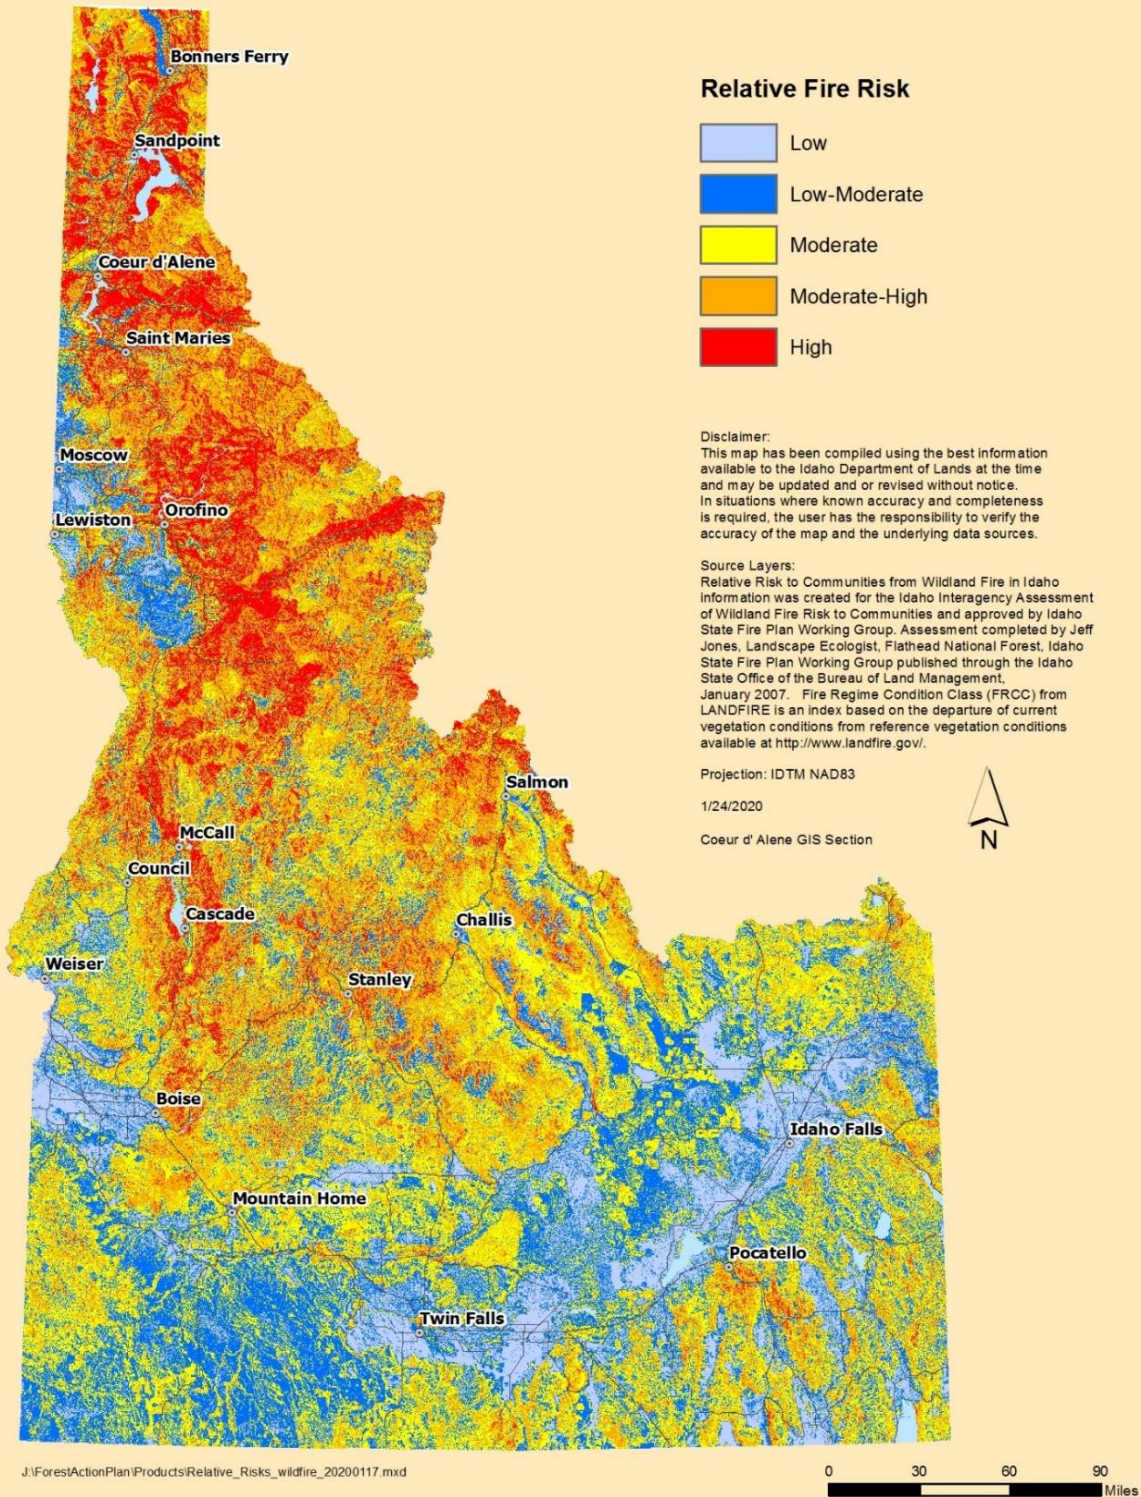 Bonners Ferry
Sandpoint
Coeur d'Alene
Saint Maries
Moscow
Lewiston
Orofino
Salmon
McCall
Council
Cascade
Challis
Weiser
Stanley
Boise
Idaho Falls
Mountain Home
Pocatello
Twin Falls
Relative Fire Risk
Low
Low-Moderate
Moderate
Moderate-High
High
Disclaimer:
This map has been compiled using the best information
available to the Idaho Department of Lands at the time
and may be updated and or revised without notice.
In situations where known accuracy and completeness
is required, the user has the responsibility to verify the
accuracy of the map and the underlying data sources.
Source Layers:
Relative Risk to Communities from Wildland Fire in Idaho
information was created for the Idaho Interagency Assessment
of Wildland Fire Risk to Communities and approved by Idaho
State Fire Plan Working Group. Assessment completed by Jeff
Jones, Landscape Ecologist, Flathead National Forest, Idaho
State Fire Plan Working Group published through the Idaho
State Office of the Bureau of Land Management,
January 2007. Fire Regime Condition Class (FRCC) from
LANDFIRE is an index based on the departure of current
vegetation conditions from reference vegetation conditions
available at http://www.landfire.gov/.
Projection: IDTM NAD83
1/24/2020
Coeur d' Alene GIS Section
N
J:\ForestActionPlan\Products\Relative_Risks_wildfire_20200117.mxd
0 30 60 90
Miles